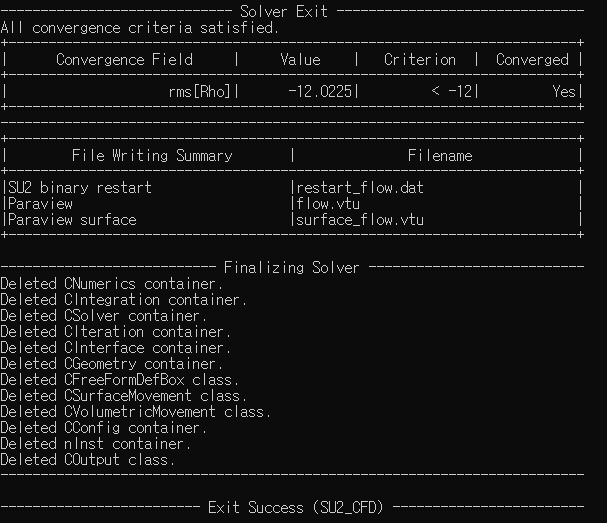 ----------------------------- Solver Exit -------------------------------
All convergence criteria satisfied.
+-----------------------------------------------------------------------+
|      Convergence Field     |     Value    |   Criterion  |  Converged |
+-----------------------------------------------------------------------+
|                    rms[Rho]|      -12.0225|         < -12|         Yes|
+-----------------------------------------------------------------------+
-------------------------------------------------------------------------
+-----------------------------------------------------------------------+
|        File Writing Summary       |              Filename             |
+-----------------------------------------------------------------------+
|SU2 binary restart                 |restart_flow.dat                   |
|Paraview                           |flow.vtu                           |
|Paraview surface                   |surface_flow.vtu                   |
+-----------------------------------------------------------------------+
--------------------------- Finalizing Solver ---------------------------
Deleted CNumerics container.
Deleted CIntegration container.
Deleted CSolver container.
Deleted CIteration container.
Deleted CInterface container.
Deleted CGeometry container.
Deleted CFreeFormDefBox class.
Deleted CSurfaceMovement class.
Deleted CVolumetricMovement class.
Deleted CConfig container.
Deleted nInst container.
Deleted COutput class.
-------------------------------------------------------------------------
------------------------- Exit Success (SU2_CFD) ------------------------